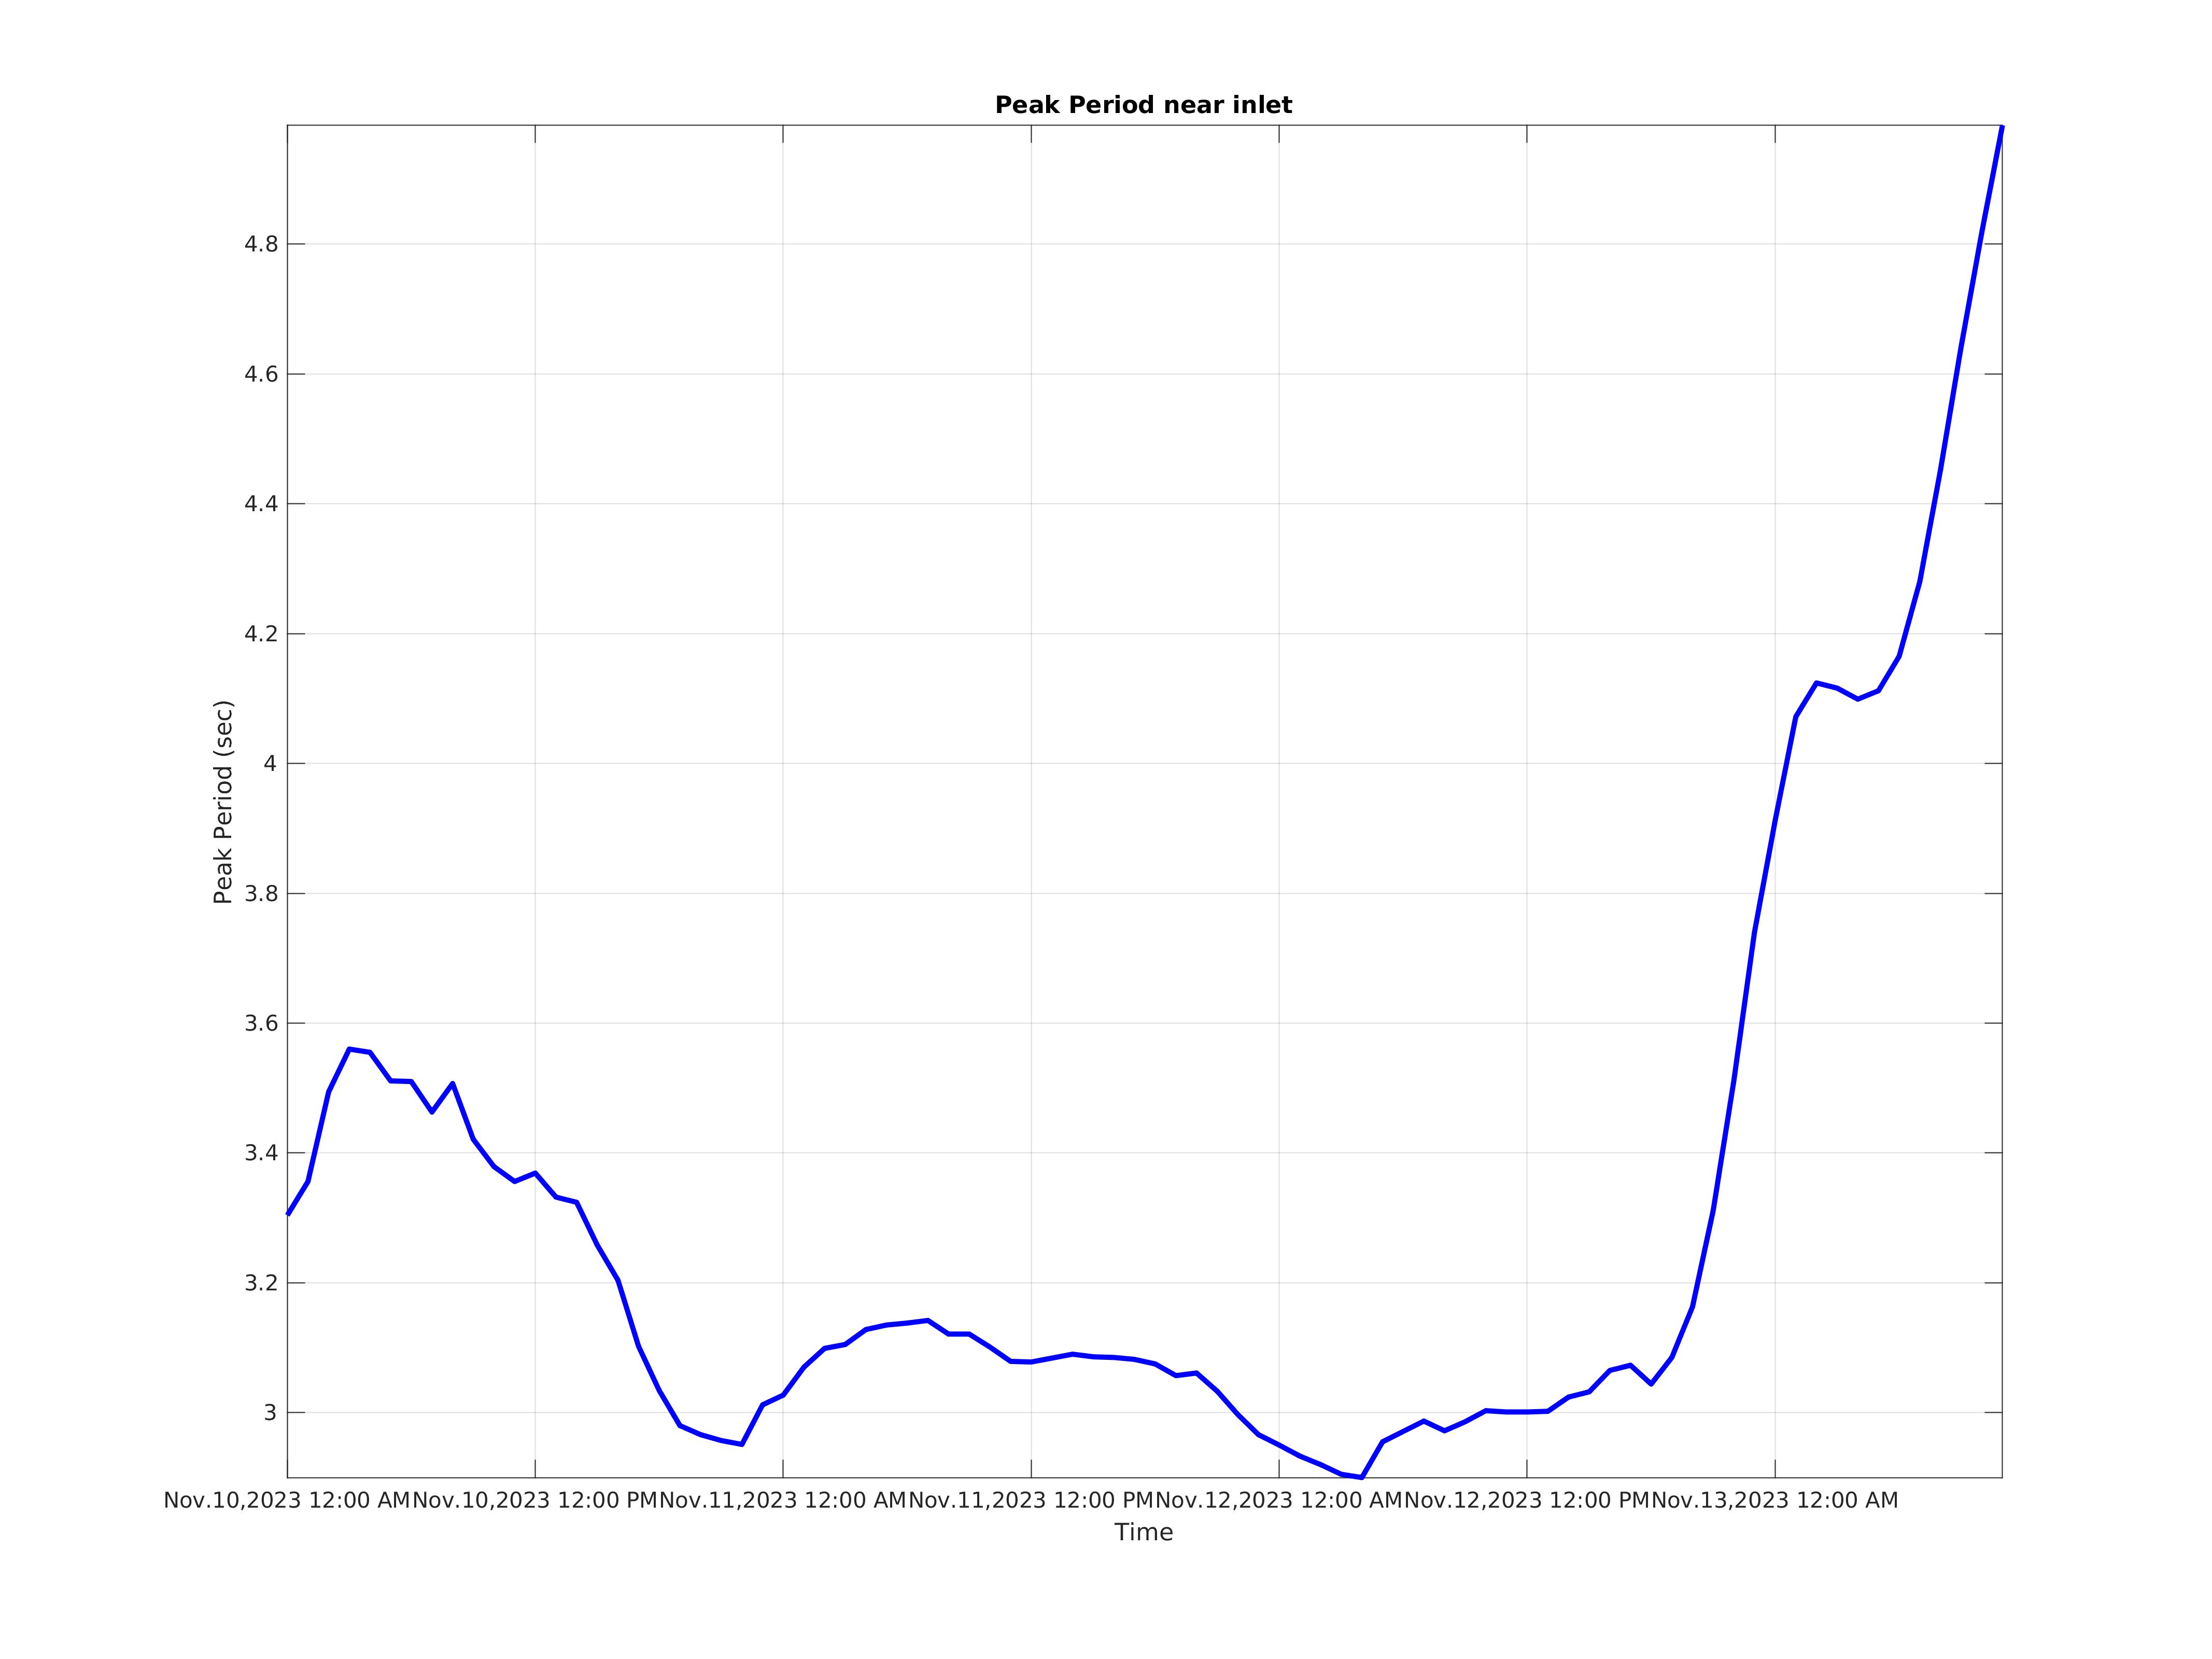 Peak Period near inlet
4.8
4.6
4.4
4.2
4
3.8
3.6
3.4
3.2
3
Peak Period (sec)
Nov.10,2023 12:00 AM Nov.10,2023 12:00 PM Nov.11,2023 12:00 AM Nov.11,2023 12:00 PM Nov.12,2023 12:00 AM Nov.12,2023 12:00 PM Nov.13,2023 12:00 AM
Time